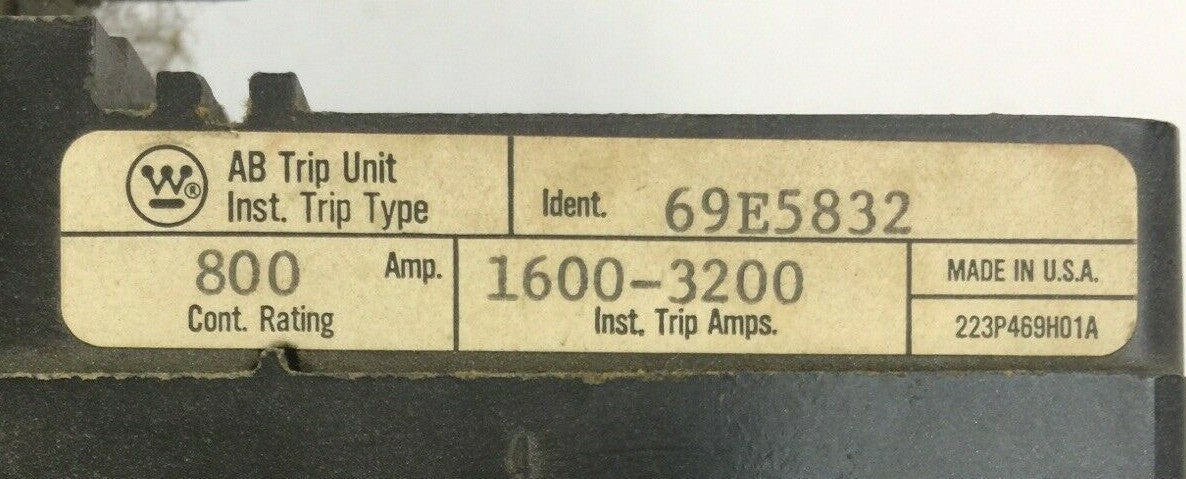 W®
AB Trip Unit
Inst. Trip Type
Ident. 69E5832
800 Amp.
Cont. Rating
1600-3200
Inst. Trip Amps.
MADE IN U.S.A.
223P469H01A